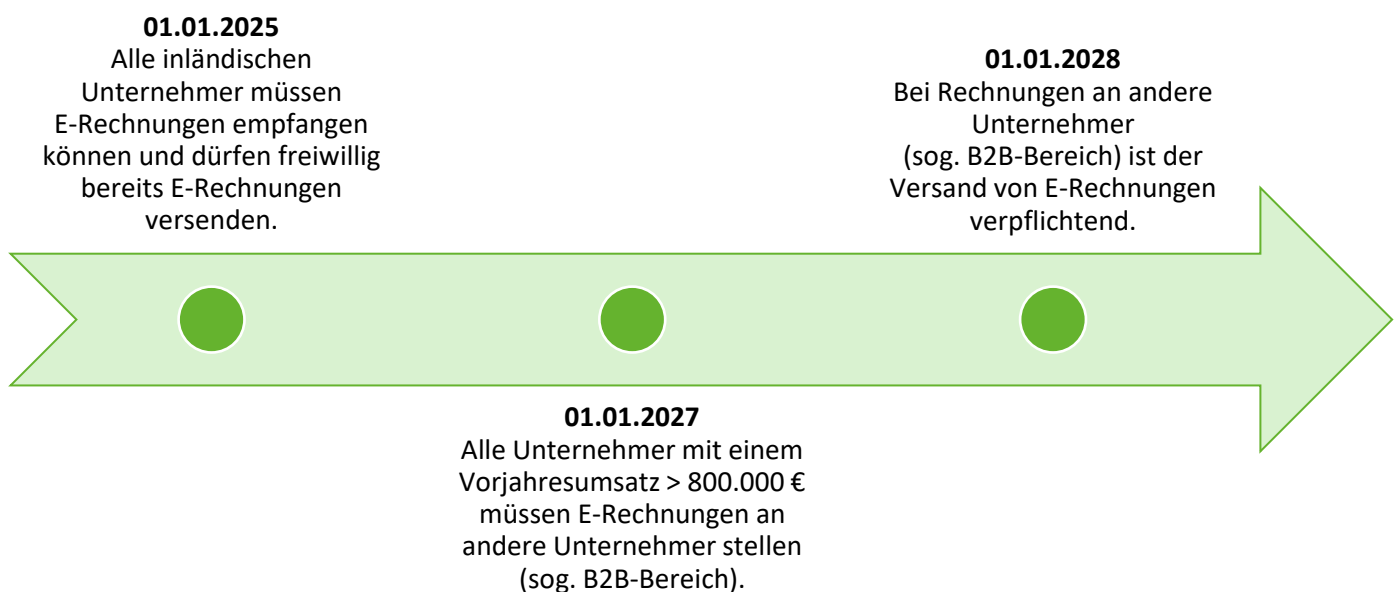 01.01.2025
Alle inländischen
Unternehmer müssen
E-Rechnungen empfangen
können und dürfen freiwillig
bereits E-Rechnungen
versenden.
01.01.2027
Alle Unternehmer mit einem
Vorjahresumsatz > 800.000 €
müssen E-Rechnungen an
andere Unternehmer stellen
(sog. B2B-Bereich).
01.01.2028
Bei Rechnungen an andere
Unternehmer
(sog. B2B-Bereich) ist der
Versand von E-Rechnungen
verpflichtend.